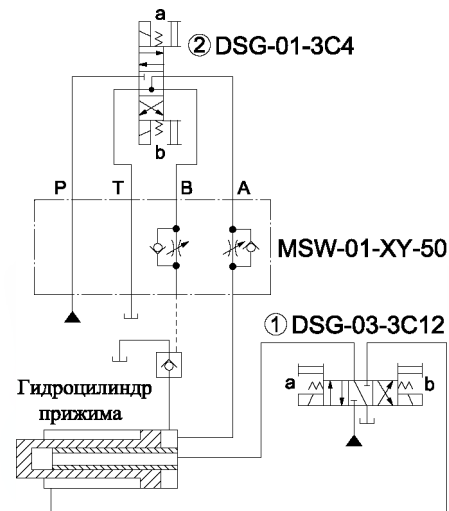 a
② DSG-01-3C4
b
P T B A
MSW-01-XY-50
① DSG-03-3C12
a b
Гидроцилиндр
прижима